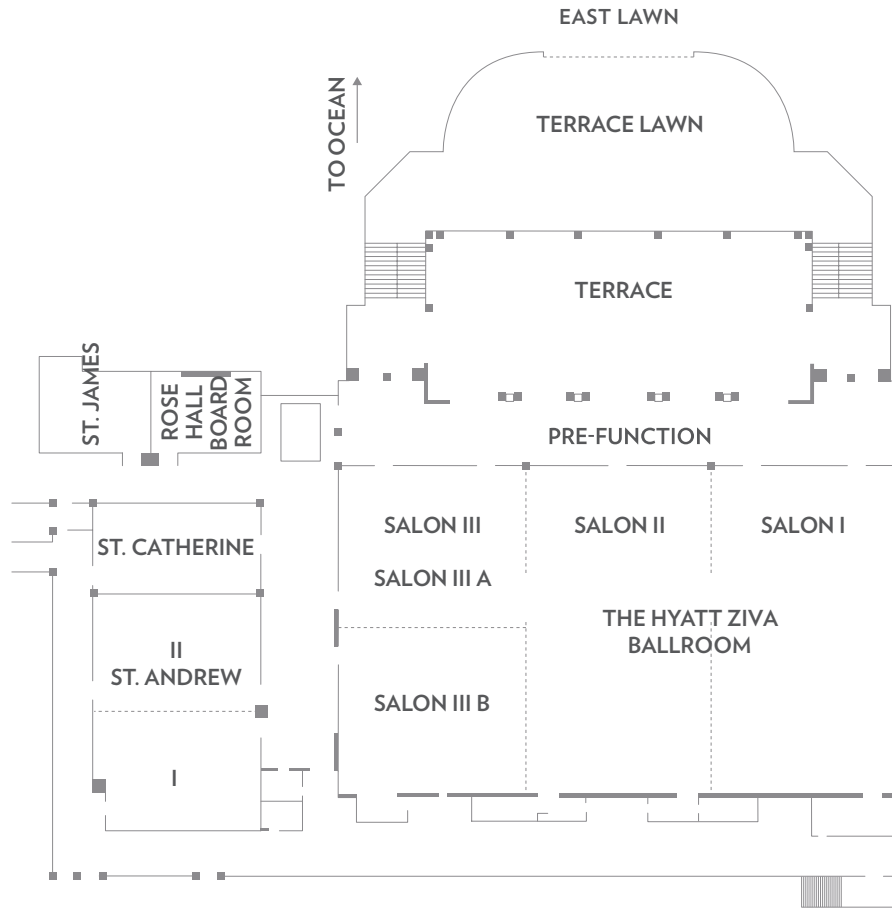 EAST LAWN
TO OCEAN
TERRACE LAWN
TERRACE
ST. JAMES
ROSE
HALL
BOARD
ROOM
PRE-FUNCTION
SALON III
SALON II
SALON I
ST. CATHERINE
SALON III A
THE HYATT ZIVA
BALLROOM
II
ST. ANDREW
SALON III B
I